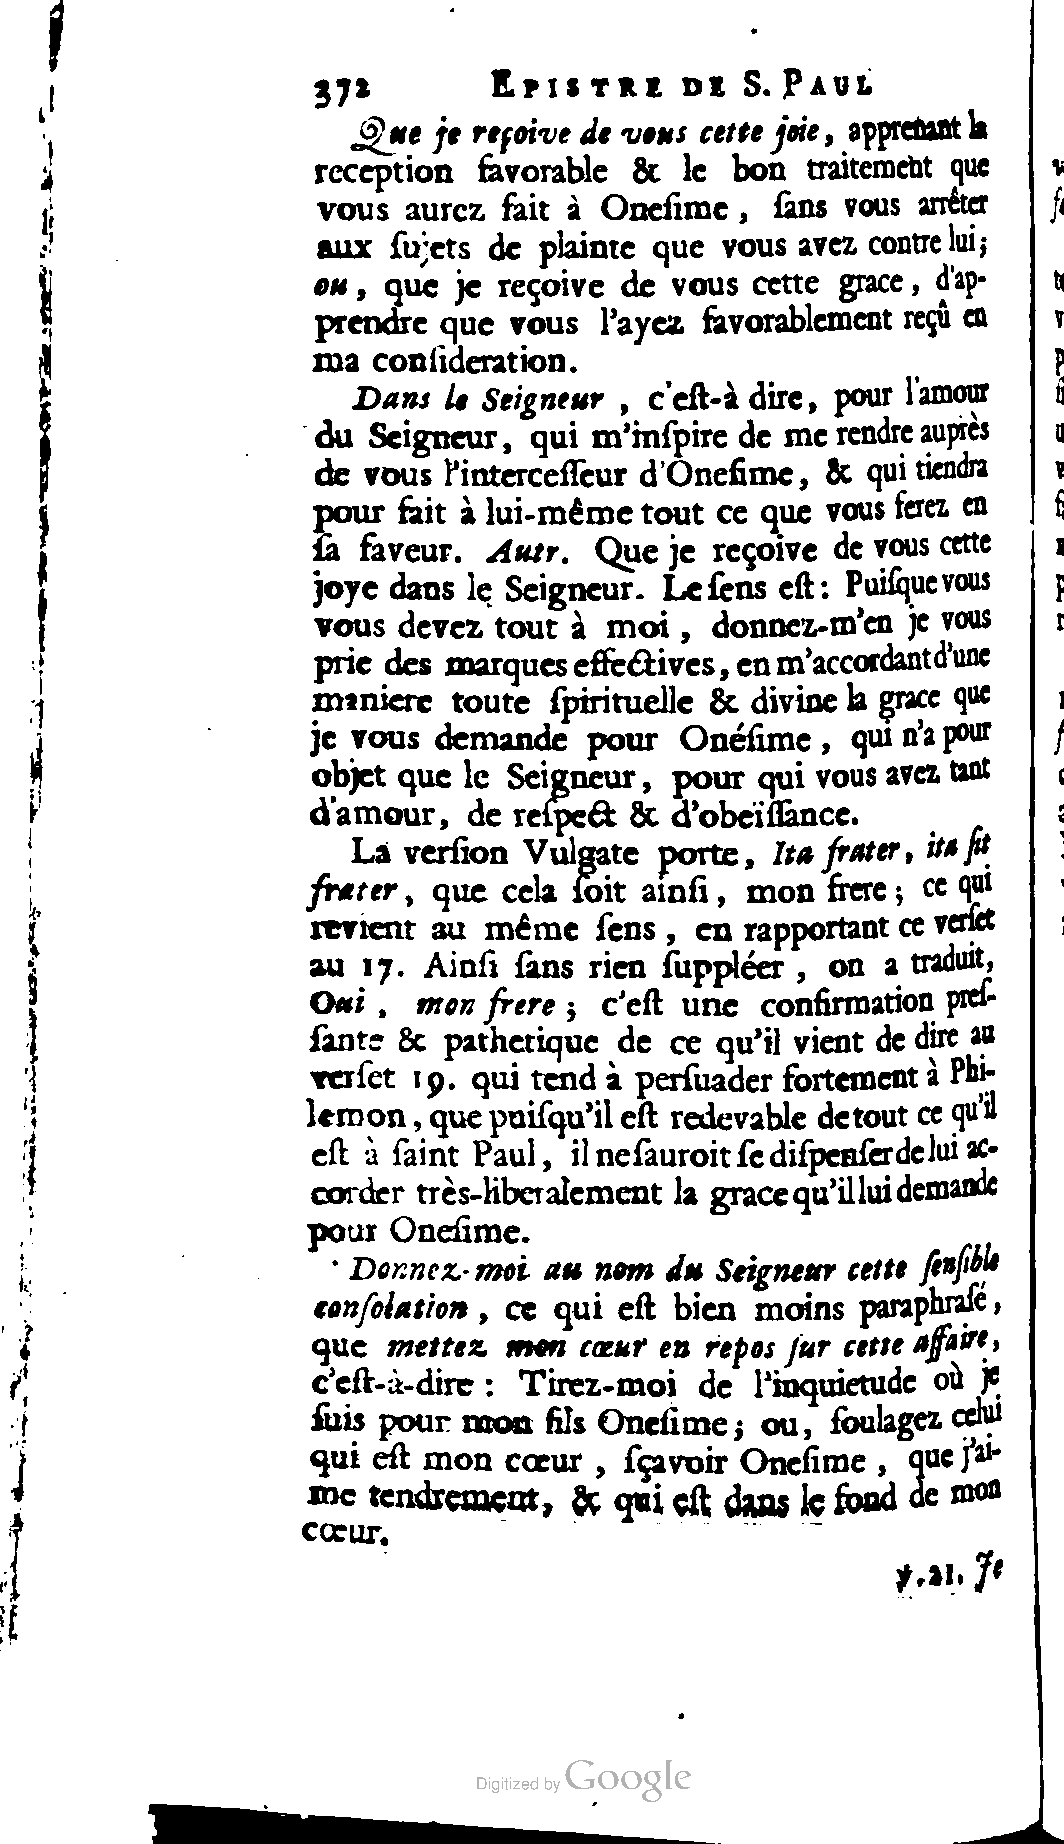 372 EPISTRE DE S. PAUL
Que je reçoive de vous cette joie, apprenant la
reception favorable & le bon traitement que
vous aurez fait à Oneſime, ſans vous arrêter
aux ſujets de plainte que vous avez contre lui;
ou, que je reçoive de vous cette grace, d'ap-
prendre que vous l'ayez favorablement reçû en
ma conſideration.
Dans le Seigneur, c'eſt-à dire, pour l'amour
du Seigneur, qui m'inſpire de me rendre auprès
de vous l'interceſſeur d'Oneſime, & qui tiendra
pour fait à lui-même tout ce que vous ferez en
ſa faveur. Autr. Que je reçoive de vous cette
joye dans le Seigneur. Le ſens eſt: Puiſque vous
vous devez tout à moi, donnez-m'en je vous
prie des marques effectives, en m'accordant d'une
maniere toute ſpirituelle & divine la grace que
je vous demande pour Onéſime, qui n'a pour
objet que le Seigneur, pour qui vous avez tant
d'amour, de reſpect & d'obeïſſance.
La verſion Vulgate porte, Ita frater, ita ſit
frater, que cela ſoit ainſi, mon frere; ce qui
revient au même ſens, en rapportant ce verſet
au 17. Ainſi ſans rien ſuppléer, on a traduit,
Oui, mon frere; c'eſt une confirmation preſ-
ſante & pathetique de ce qu'il vient de dire au
verſet 19. qui tend à perſuader fortement à Phi-
lemon, que puiſqu'il eſt redevable de tout ce qu'il
eſt à ſaint Paul, il ne ſauroit ſe diſpenſer de lui ac-
corder très-liberalement la grace qu'il lui demande
pour Oneſime.
Donnez-moi au nom du Seigneur cette ſenſible
conſolation, ce qui eſt bien moins paraphraſé,
que mettez mon cœur en repos ſur cette affaire,
c'eſt-à-dire: Tirez-moi de l'inquietude où je
ſuis pour mon fils Oneſime; ou, ſoulagez celui
qui eſt mon cœur, ſçavoir Oneſime, que j'ai-
me tendrement, & qui eſt dans le fond de mon
cœur.
℣.21. Je
Digitized by Google